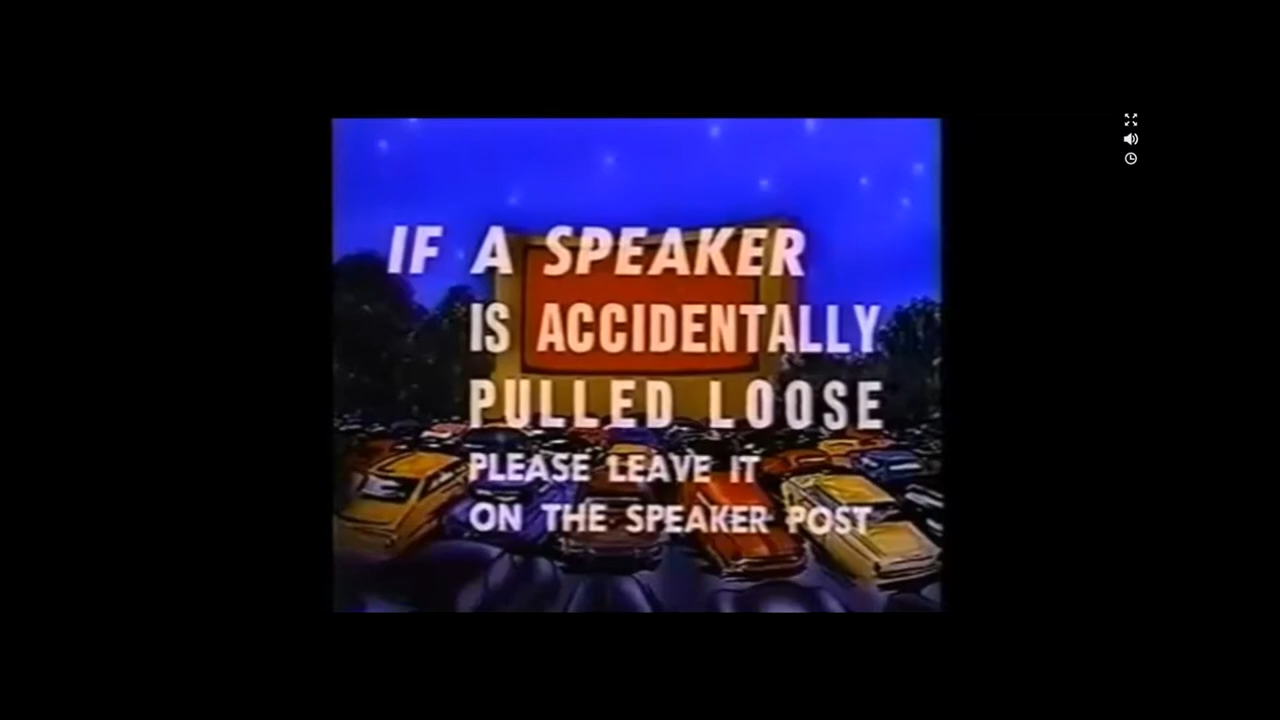 IF A SPEAKER
IS ACCIDENTALLY
PULLED LOOSE
PLEASE LEAVE IT
ON THE SPEAKER POST